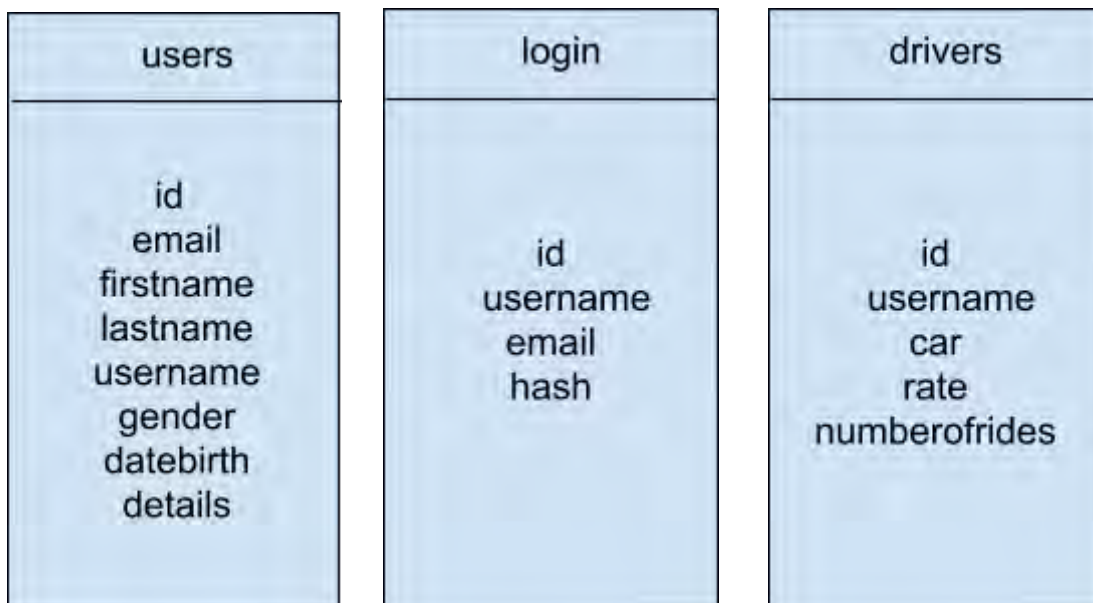 users
id
email
firstname
lastname
username
gender
datebirth
details
login
id
username
email
hash
drivers
id
username
car
rate
numberofrides